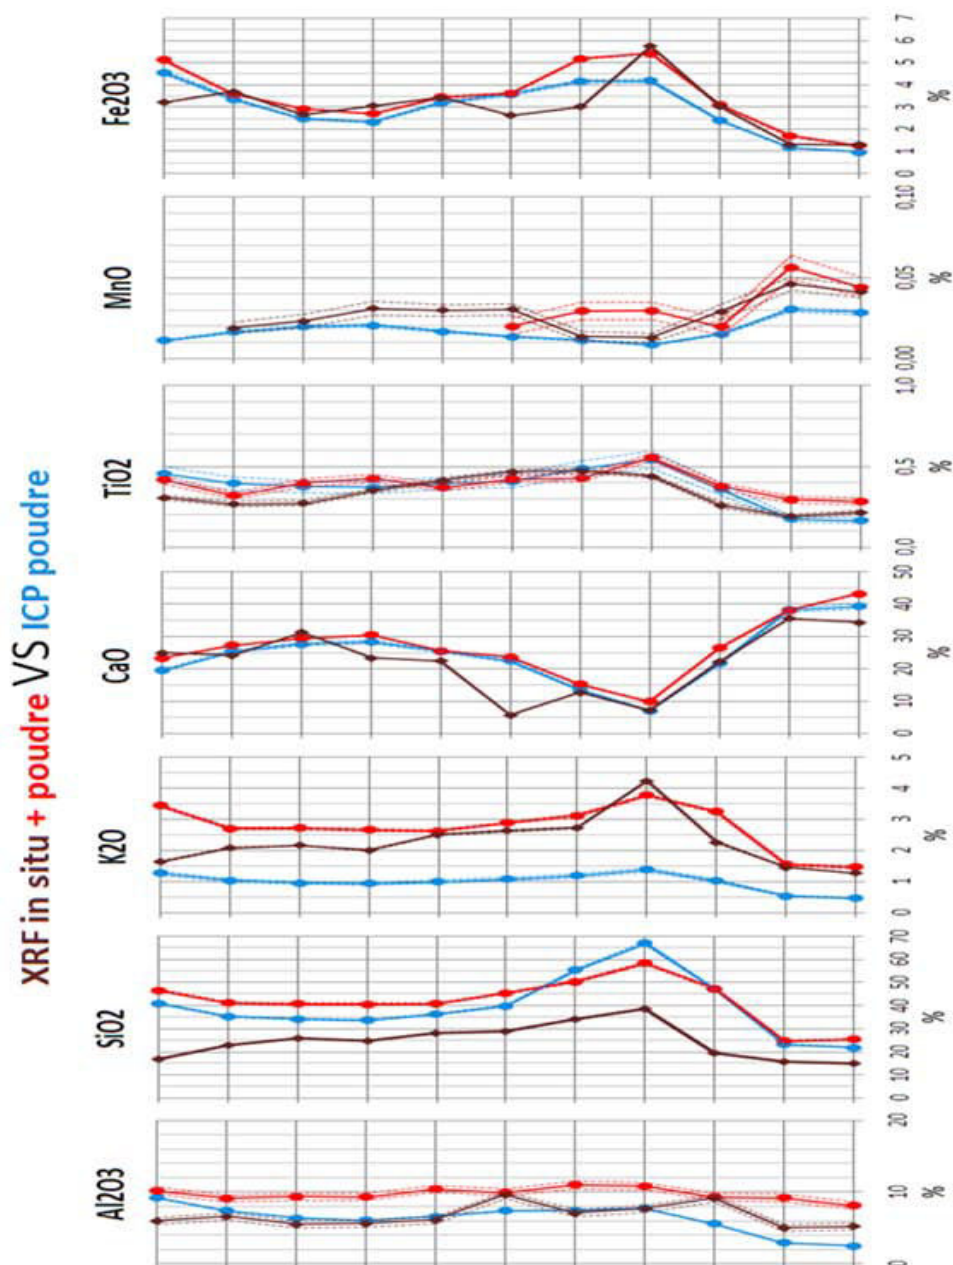 XRF in situ + poudre VS ICP poudre
Al2O3 SiO2 K2O CaO TiO2 MnO Fe2O3
0 10 20 0 10 20 30 40 50 60 70 0 1 2 3 4 5 0 10 20 30 40 50 0,0 0,5 1,0 0,00 0,05 0,10 0 1 2 3 4 5 6 7
% % % % % % %